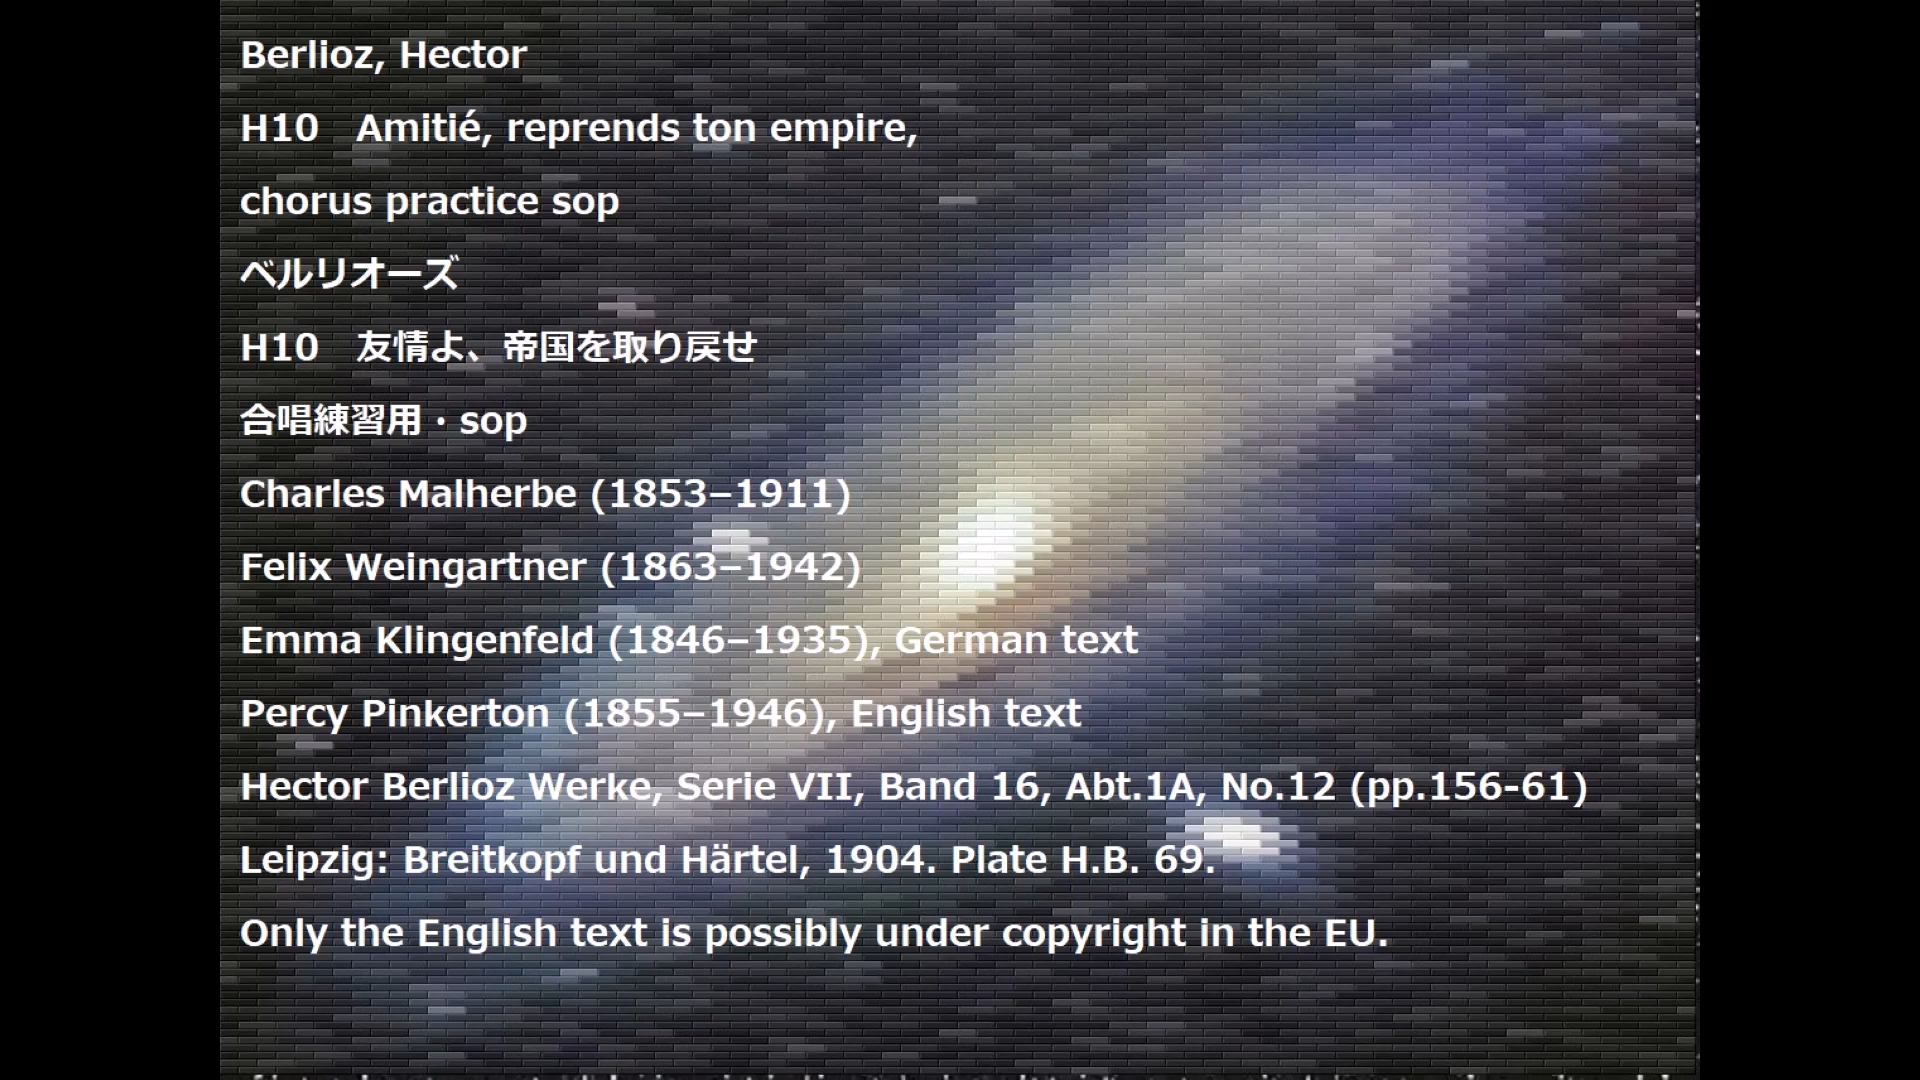 Berlioz, Hector
H10　Amitié, reprends ton empire,
chorus practice sop
ベルリオーズ
H10　友情よ、帝国を取り戻せ
合唱練習用・sop
Charles Malherbe (1853–1911)
Felix Weingartner (1863–1942)
Emma Klingenfeld (1846–1935), German text
Percy Pinkerton (1855–1946), English text
Hector Berlioz Werke, Serie VII, Band 16, Abt.1A, No.12 (pp.156-61)
Leipzig: Breitkopf und Härtel, 1904. Plate H.B. 69.
Only the English text is possibly under copyright in the EU.